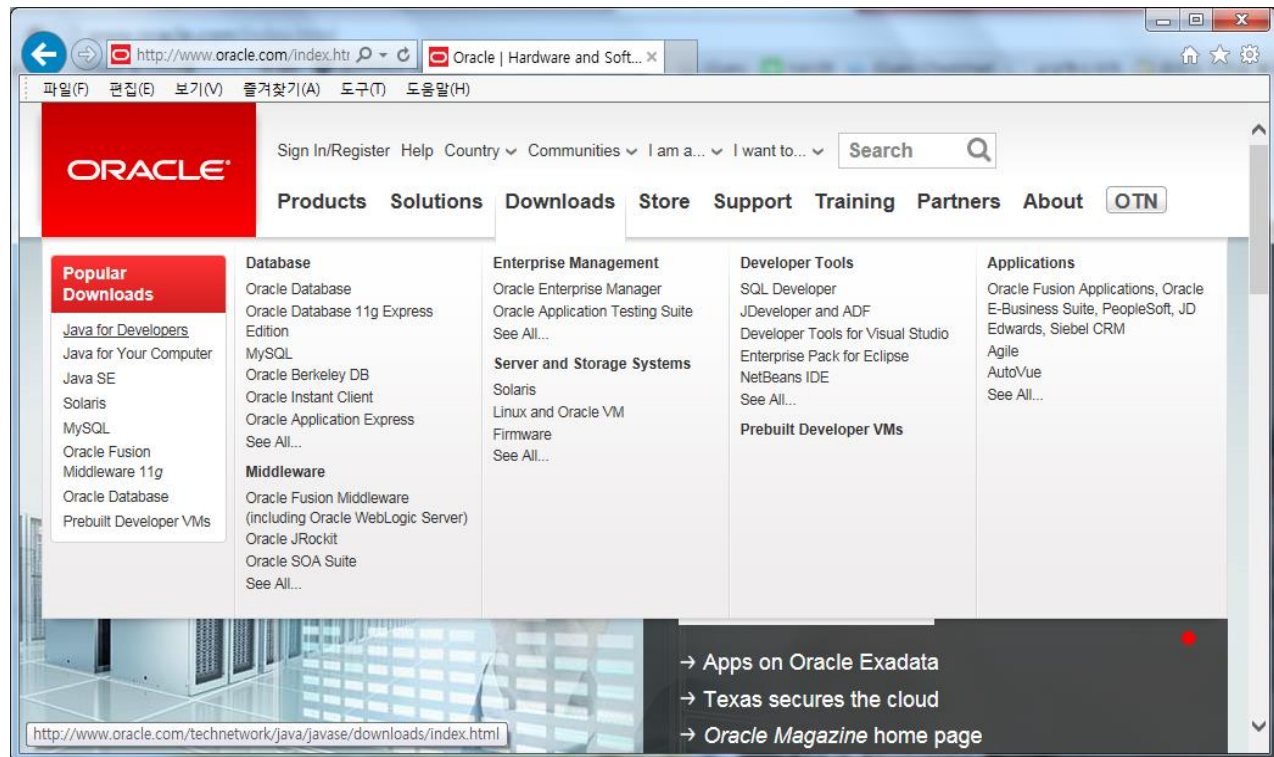 http://www.oracle.com/index.htr
Oracle | Hardware and Soft...
파일(F) 편집(E) 보기(V) 즐겨찾기(A) 도구(T) 도움말(H)
ORACLE
Sign In/Register Help Country Communities I am a... I want to... Search
Products Solutions Downloads Store Support Training Partners About OTN
Popular
Downloads
Java for Developers
Java for Your Computer
Java SE
Solaris
MySQL
Oracle Fusion
Middleware 11g
Oracle Database
Prebuilt Developer VMs
Database
Oracle Database
Oracle Database 11g Express
Edition
MySQL
Oracle Berkeley DB
Oracle Instant Client
Oracle Application Express
See All...
Middleware
Oracle Fusion Middleware
(including Oracle WebLogic Server)
Oracle JRockit
Oracle SOA Suite
See All...
Enterprise Management
Oracle Enterprise Manager
Oracle Application Testing Suite
See All...
Server and Storage Systems
Solaris
Linux and Oracle VM
Firmware
See All...
Developer Tools
SQL Developer
JDeveloper and ADF
Developer Tools for Visual Studio
Enterprise Pack for Eclipse
NetBeans IDE
See All...
Prebuilt Developer VMs
Applications
Oracle Fusion Applications, Oracle
E-Business Suite, PeopleSoft, JD
Edwards, Siebel CRM
Agile
AutoVue
See All...
→ Apps on Oracle Exadata
→ Texas secures the cloud
→ Oracle Magazine home page
http://www.oracle.com/technetwork/java/javase/downloads/index.html